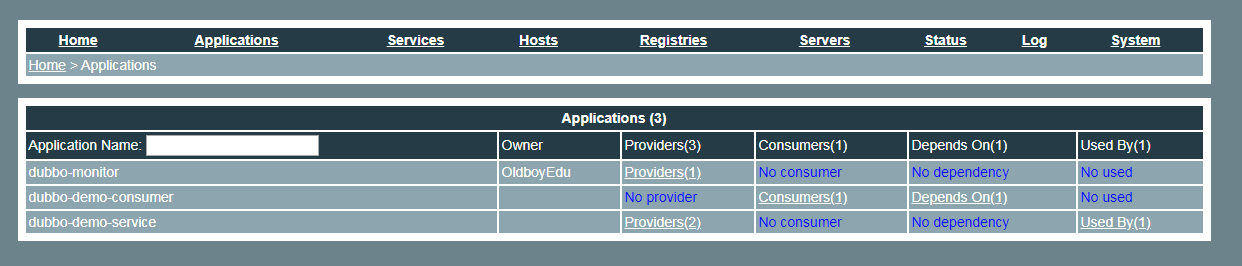 Home Applications Services Hosts Registries Servers Status Log System
Home > Applications
Applications (3)
Application Name: Owner Providers(3) Consumers(1) Depends On(1) Used By(1)
dubbo-monitor OldboyEdu Providers(1) No consumer No dependency No used
dubbo-demo-consumer No provider Consumers(1) Depends On(1) No used
dubbo-demo-service Providers(2) No consumer No dependency Used By(1)